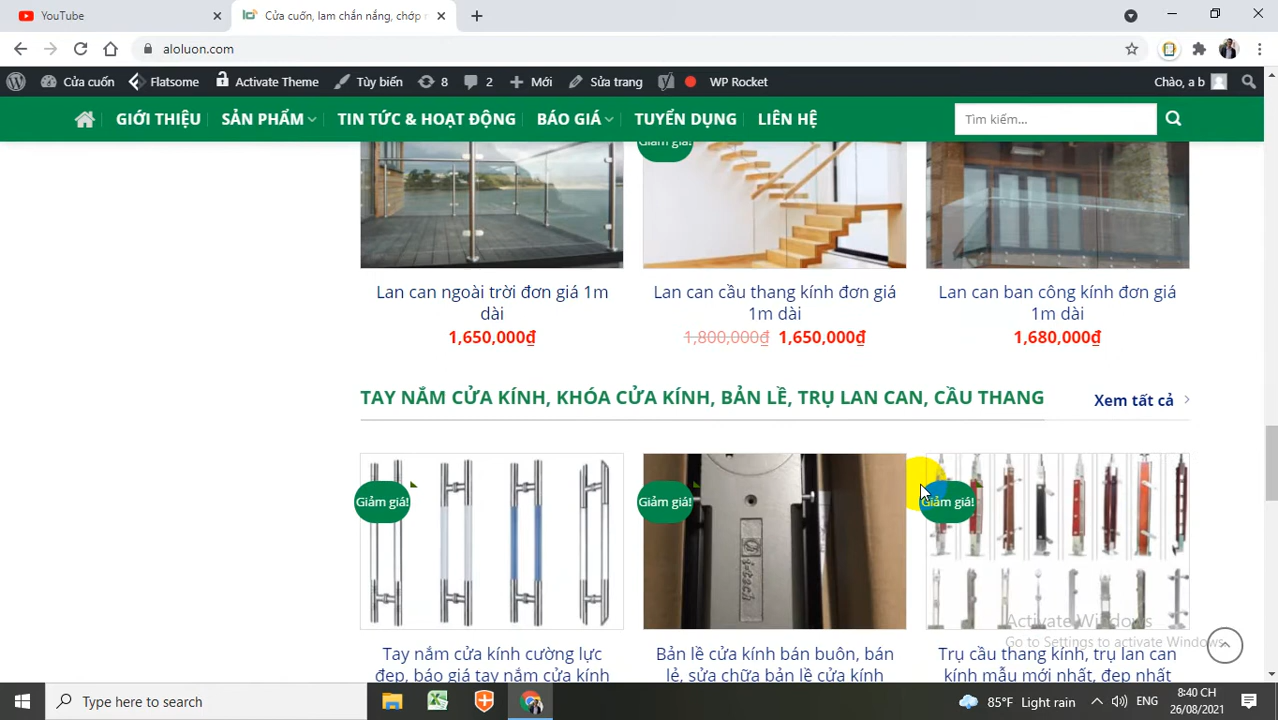 YouTube
Cửa cuốn, lam chắn nắng, chớp
aloluon.com
Cửa cuốn Flatsome Activate Theme Tùy biến 8 2 Mới Sửa trang WP Rocket Chào, a b
GIỚI THIỆU SẢN PHẨM TIN TỨC & HOẠT ĐỘNG BÁO GIÁ TUYỂN DỤNG LIÊN HỆ Tìm kiếm...
Giảm giá!
Lan can ngoài trời đơn giá 1m
dài
1,650,000₫
Lan can cầu thang kính đơn giá
1m dài
1,800,000₫ 1,650,000₫
Lan can ban công kính đơn giá
1m dài
1,680,000₫
TAY NẮM CỬA KÍNH, KHÓA CỬA KÍNH, BẢN LỀ, TRỤ LAN CAN, CẦU THANG
Xem tất cả
Giảm giá!
Giảm giá!
Giảm giá!
Tay nắm cửa kính cường lực
đẹp, báo giá tay nắm cửa kính
Bản lề cửa kính bán buôn, bán
lẻ, sửa chữa bản lề cửa kính
Trụ cầu thang kính, trụ lan can
kính mẫu mới nhất, đẹp nhất
Activate Windows
Go to Settings to activate Windows.
Type here to search
85°F Light rain
ENG
8:40 CH
26/08/2021